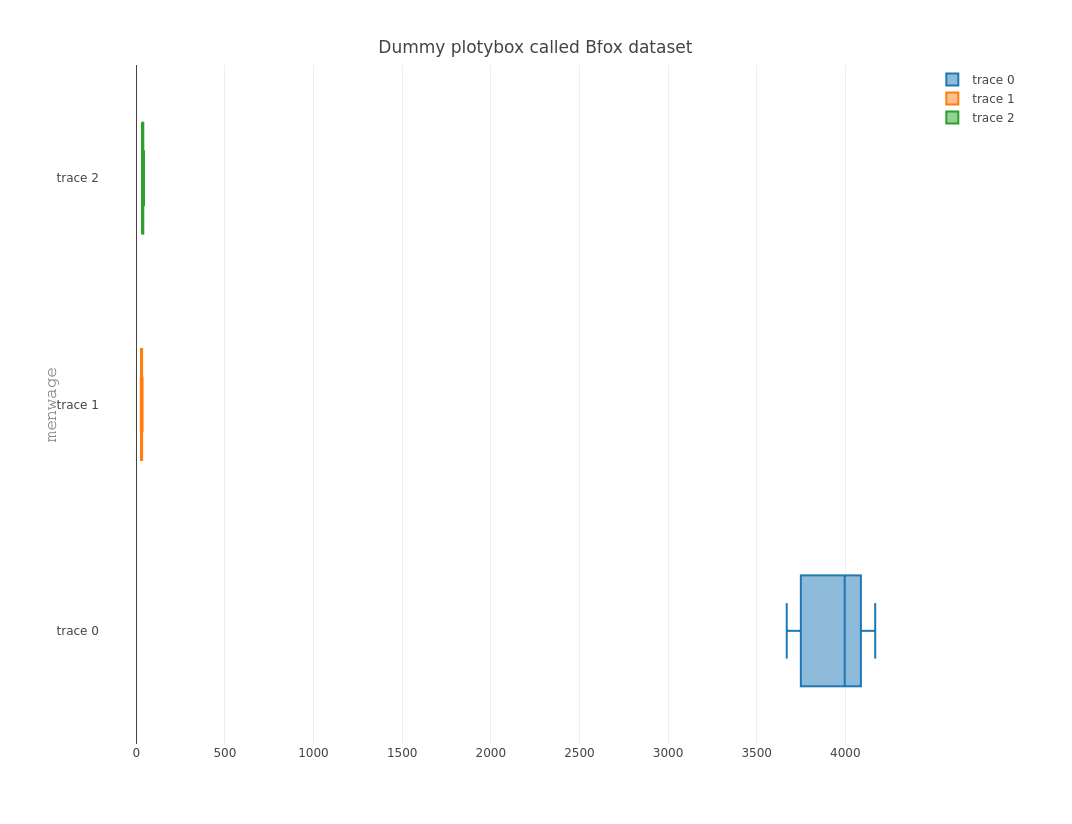 Dummy plotybox called Bfox dataset
trace 0
trace 1
trace 2
trace 2
menwage
trace 1
trace 0
0 500 1000 1500 2000 2500 3000 3500 4000